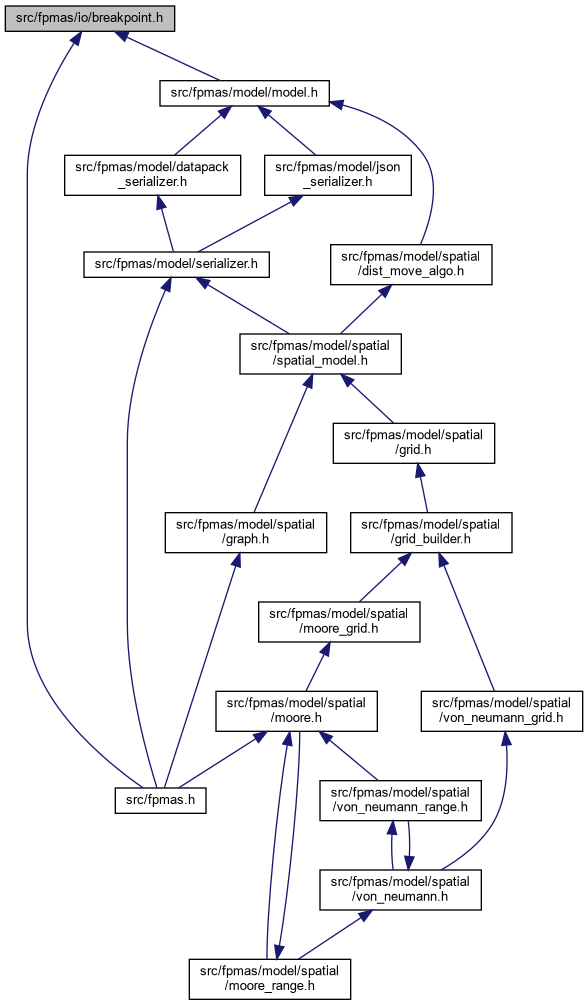 src/fpmas/io/breakpoint.h
src/fpmas/model/model.h
src/fpmas/model/datapack
_serializer.h
src/fpmas/model/json
_serializer.h
src/fpmas/model/serializer.h
src/fpmas/model/spatial
/dist_move_algo.h
src/fpmas/model/spatial
/spatial_model.h
src/fpmas/model/spatial
/grid.h
src/fpmas/model/spatial
/graph.h
src/fpmas/model/spatial
/grid_builder.h
src/fpmas/model/spatial
/moore_grid.h
src/fpmas/model/spatial
/moore.h
src/fpmas/model/spatial
/von_neumann_grid.h
src/fpmas.h
src/fpmas/model/spatial
/von_neumann_range.h
src/fpmas/model/spatial
/von_neumann.h
src/fpmas/model/spatial
/moore_range.h